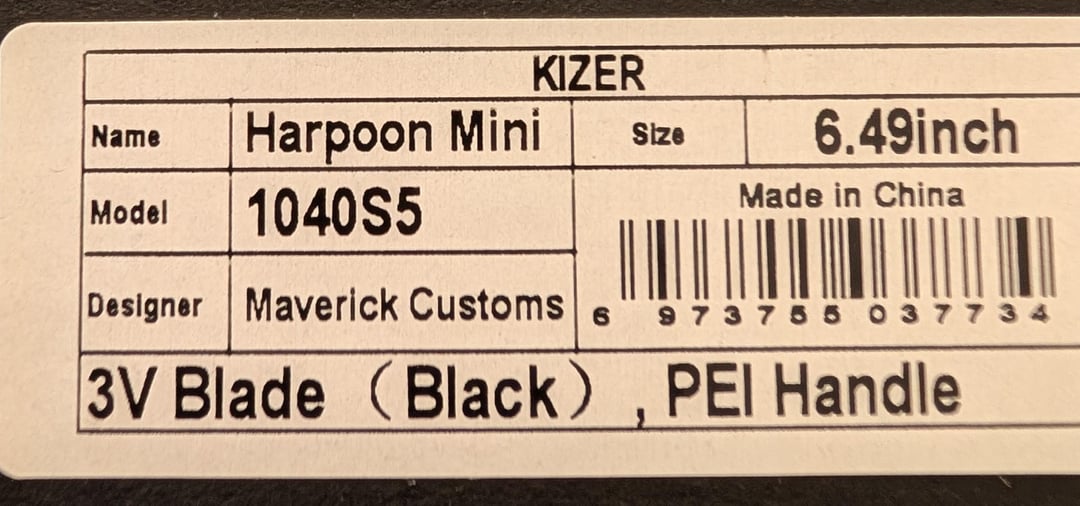 KIZER
Name Harpoon Mini Size 6.49inch
Model 1040S5
Made in China
Designer Maverick Customs
6 973755 037734
3V Blade (Black) , PEI Handle